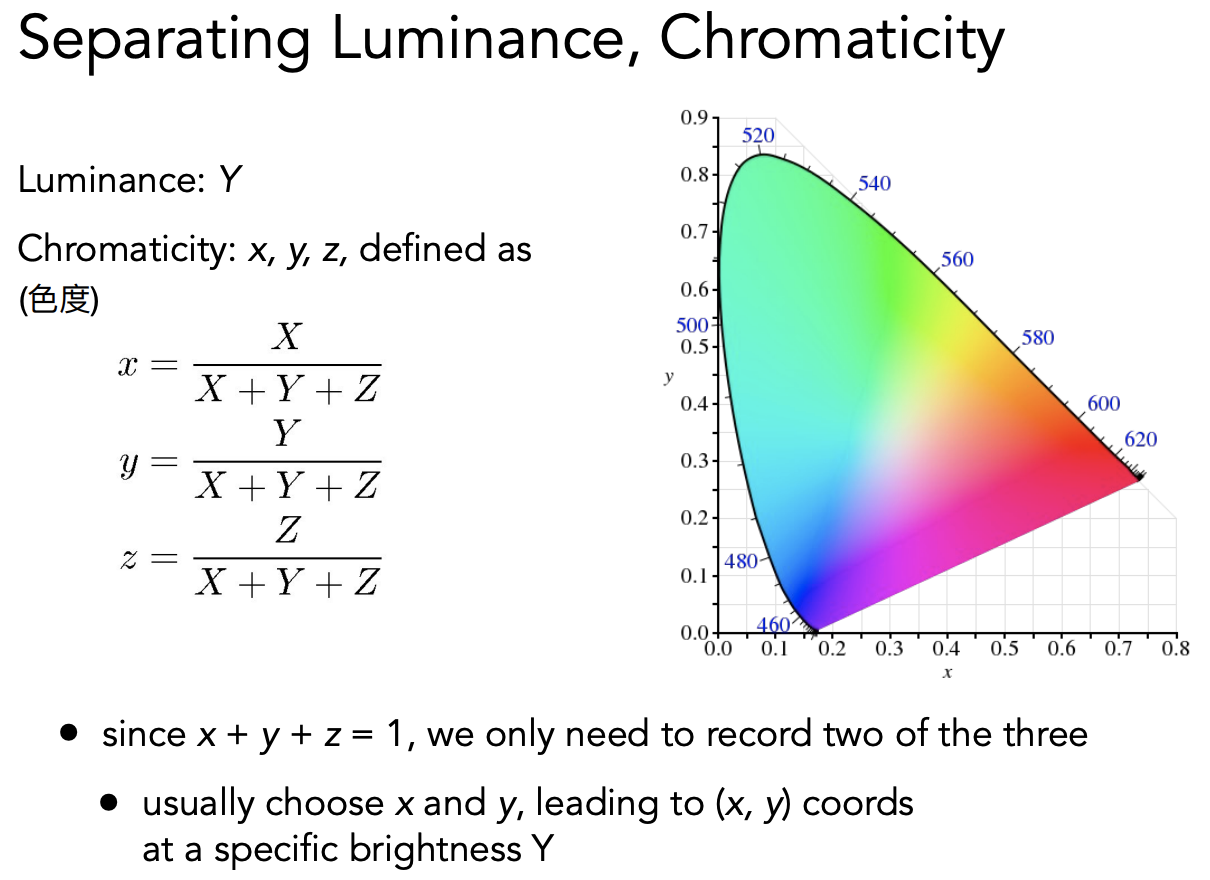 Separating Luminance, Chromaticity
Luminance: Y
Chromaticity: x, y, z, defined as
(色度)
x = X / X + Y + Z
y = Y / X + Y + Z
z = Z / X + Y + Z
0.9
520
0.8
540
0.7
560
0.6
500
580
0.5
y
0.4
600
620
0.3
0.2
480
0.1
460
0.0
0.0 0.1 0.2 0.3 0.4 0.5 0.6 0.7 0.8
x
• since x + y + z = 1, we only need to record two of the three
• usually choose x and y, leading to (x, y) coords
at a specific brightness Y